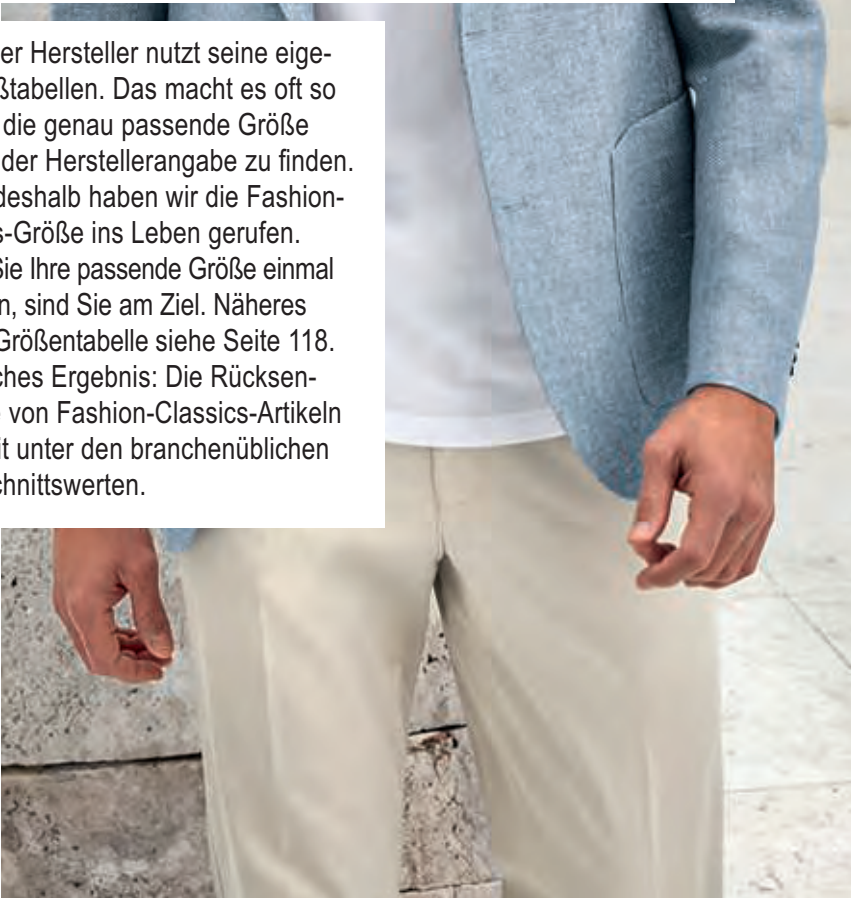 er Hersteller nutzt seine eige-
ßtabellen. Das macht es oft so
die genau passende Größe
der Herstellerangabe zu finden.
deshalb haben wir die Fashion-
s-Größe ins Leben gerufen.
Sie Ihre passende Größe einmal
n, sind Sie am Ziel. Näheres
Größentabelle siehe Seite 118.
ches Ergebnis: Die Rücksen-
von Fashion-Classics-Artikeln
it unter den branchenüblichen
chnittswerten.